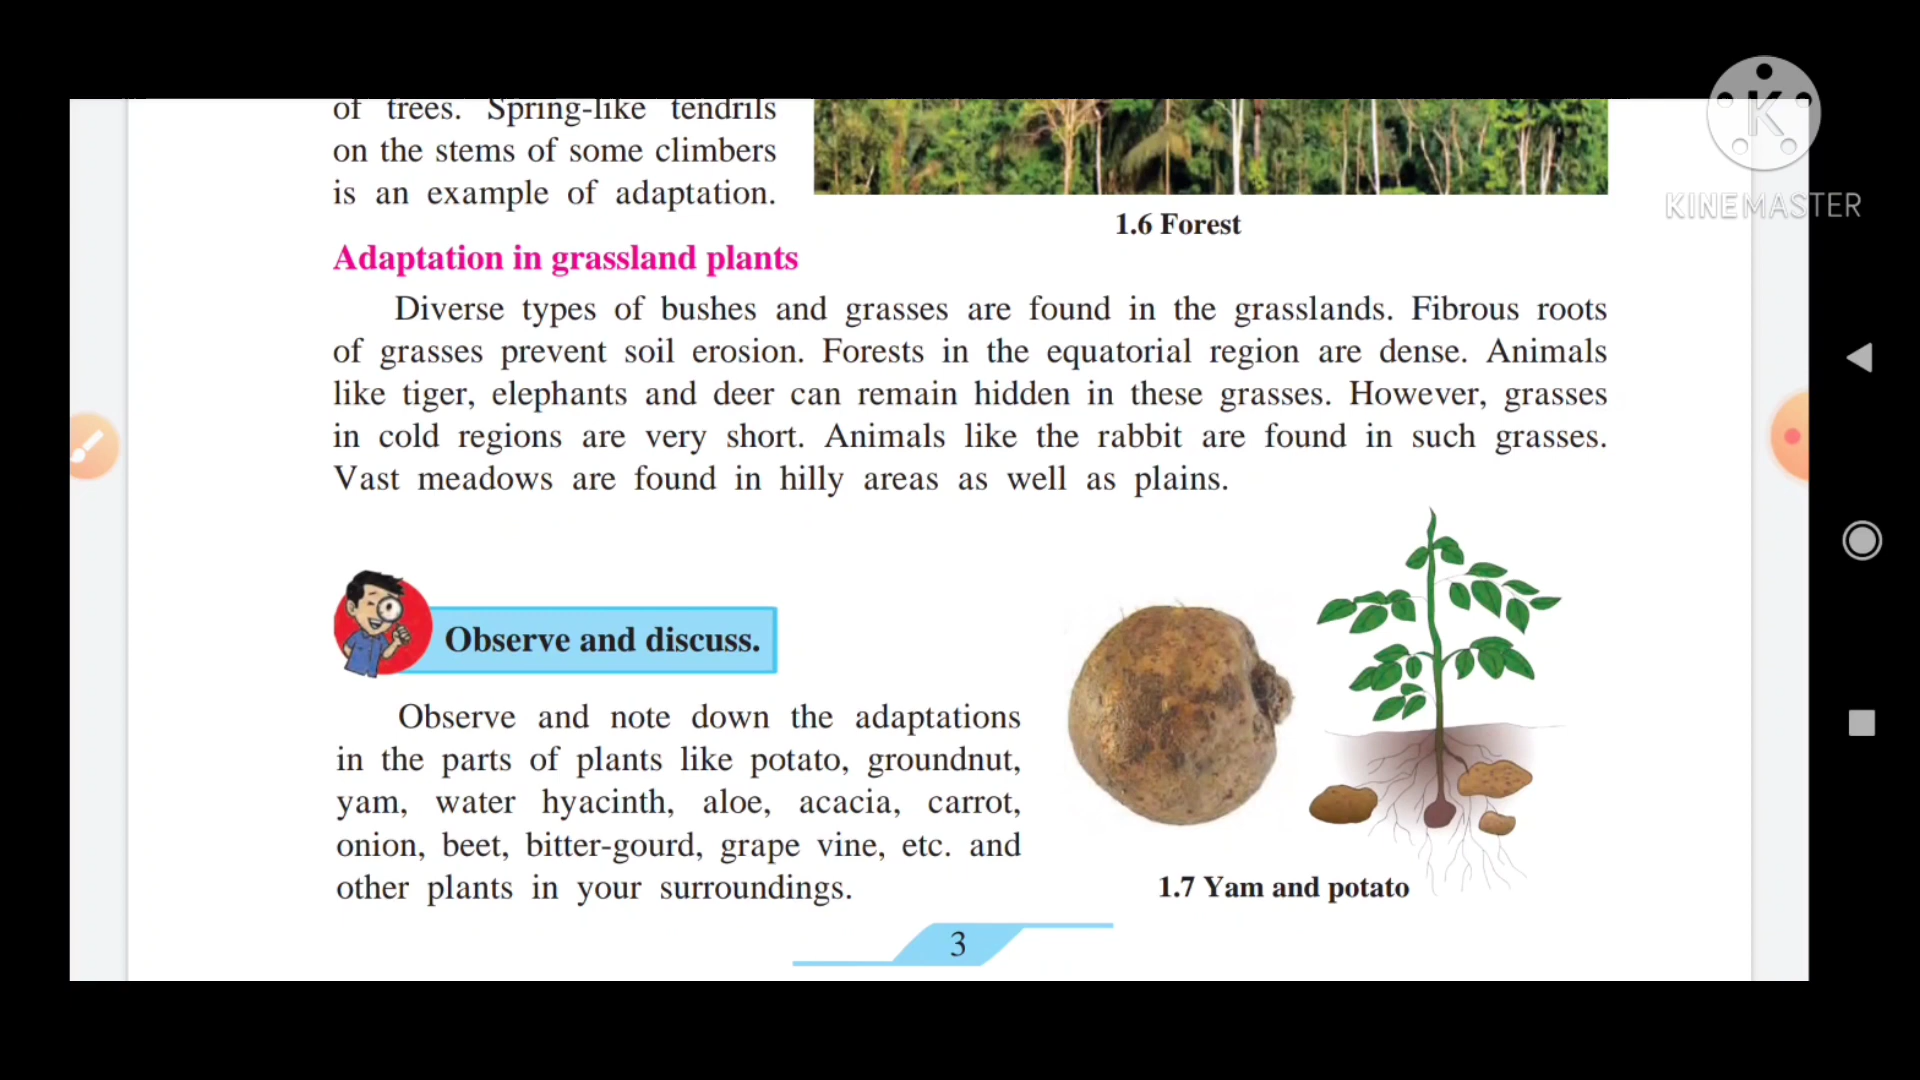 of trees. Spring-like tendrils
on the stems of some climbers
is an example of adaptation.
1.6 Forest
K
KINEMASTER
Adaptation in grassland plants
Diverse types of bushes and grasses are found in the grasslands. Fibrous roots
of grasses prevent soil erosion. Forests in the equatorial region are dense. Animals
like tiger, elephants and deer can remain hidden in these grasses. However, grasses
in cold regions are very short. Animals like the rabbit are found in such grasses.
Vast meadows are found in hilly areas as well as plains.
Observe and discuss.
Observe and note down the adaptations
in the parts of plants like potato, groundnut,
yam, water hyacinth, aloe, acacia, carrot,
onion, beet, bitter-gourd, grape vine, etc. and
other plants in your surroundings.
1.7 Yam and potato
3